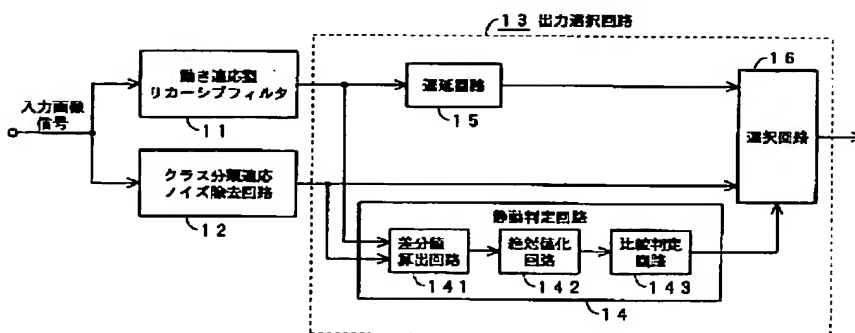 13 出力選択回路
入力画像
信号
動き適応型
リカーシブフィルタ
11
遅延回路
15
16
選択回路
クラス分類適応
ノイズ除去回路
12
静動判定回路
差分値
算出回路
141
絶対値化
回路
142
比較判定
回路
143
14